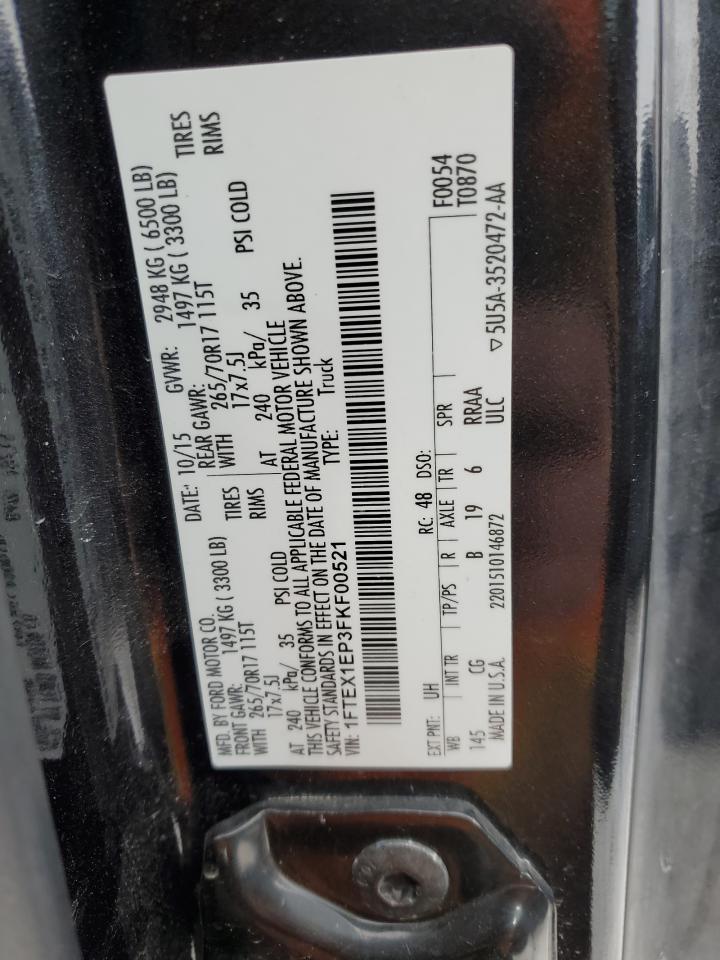 MFD. BY FORD MOTOR CO. DATE: 10/15 GVWR: 2948 KG ( 6500 LB)
FRONT GAWR: 1497 KG ( 3300 LB) REAR GAWR: 1497 KG ( 3300 LB)
WITH 265/70R17 115T TIRES WITH 265/70R17 115T TIRES
17x7.5J RIMS 17x7.5J RIMS
AT 240 kPa/ 35 PSI COLD AT 240 kPa/ 35 PSI COLD
THIS VEHICLE CONFORMS TO ALL APPLICABLE FEDERAL MOTOR VEHICLE
SAFETY STANDARDS IN EFFECT ON THE DATE OF MANUFACTURE SHOWN ABOVE.
VIN: 1FTEX1EP3FKF00521 TYPE: Truck
EXT PNT: UH RC: 48 DSO: F0054
WB INT TR TP/PS R AXLE TR SPR T0870
145 CG B 19 6 RRAA
MADE IN U.S.A. 2201510146872 ULC ▽ 5U5A-3520472-AA